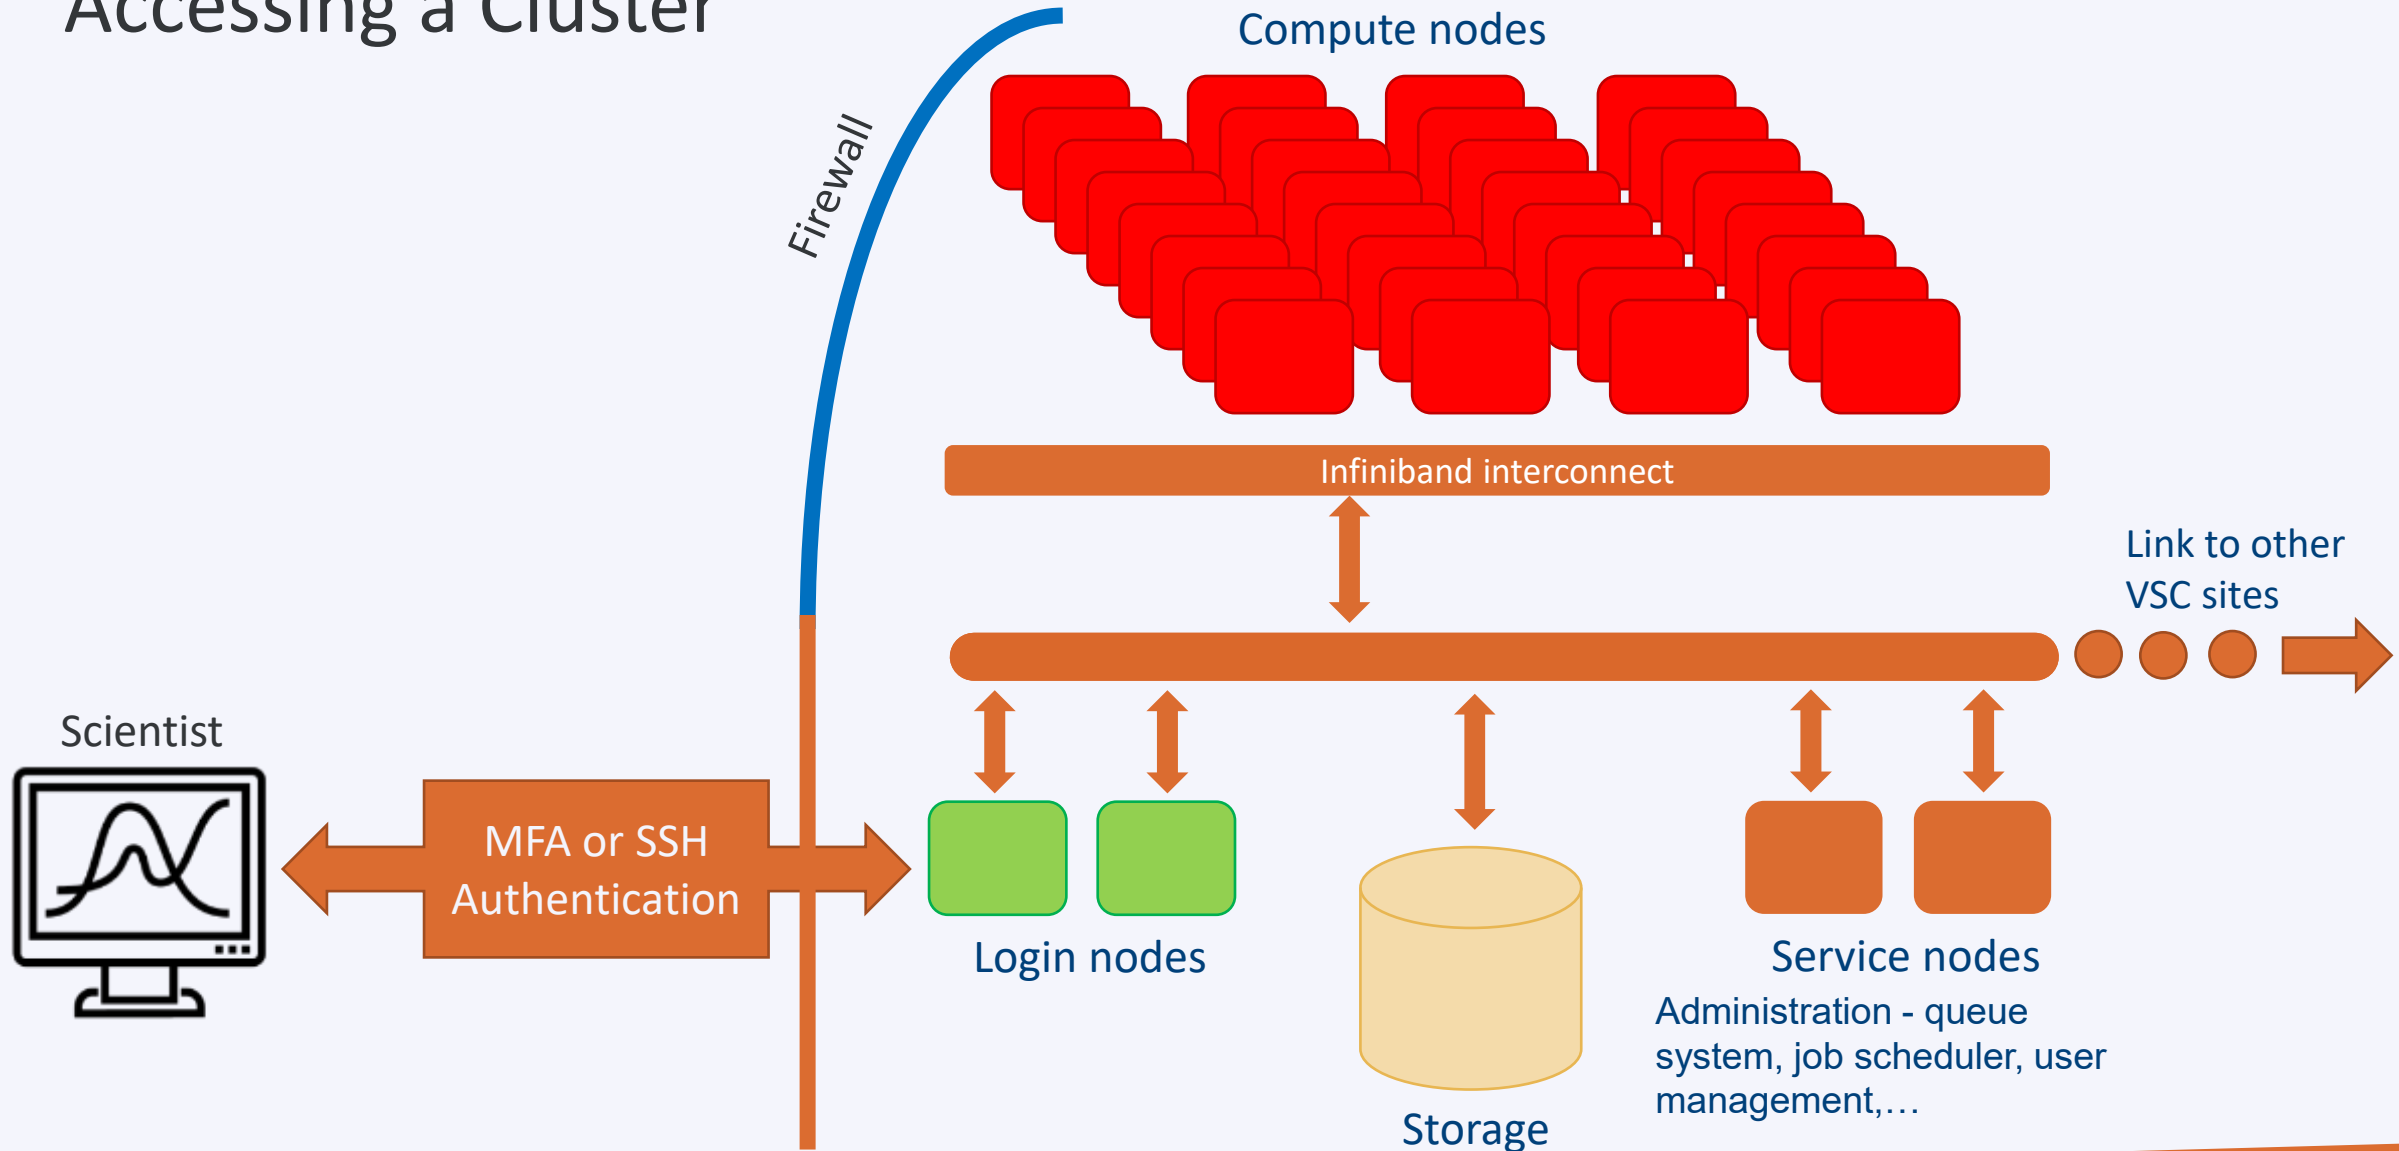 Accessing a Cluster
Compute nodes
Firewall
Infiniband interconnect
Link to other
VSC sites
Scientist
MFA or SSH
Authentication
Login nodes
Service nodes
Administration - queue
system, job scheduler, user
management,…
Storage